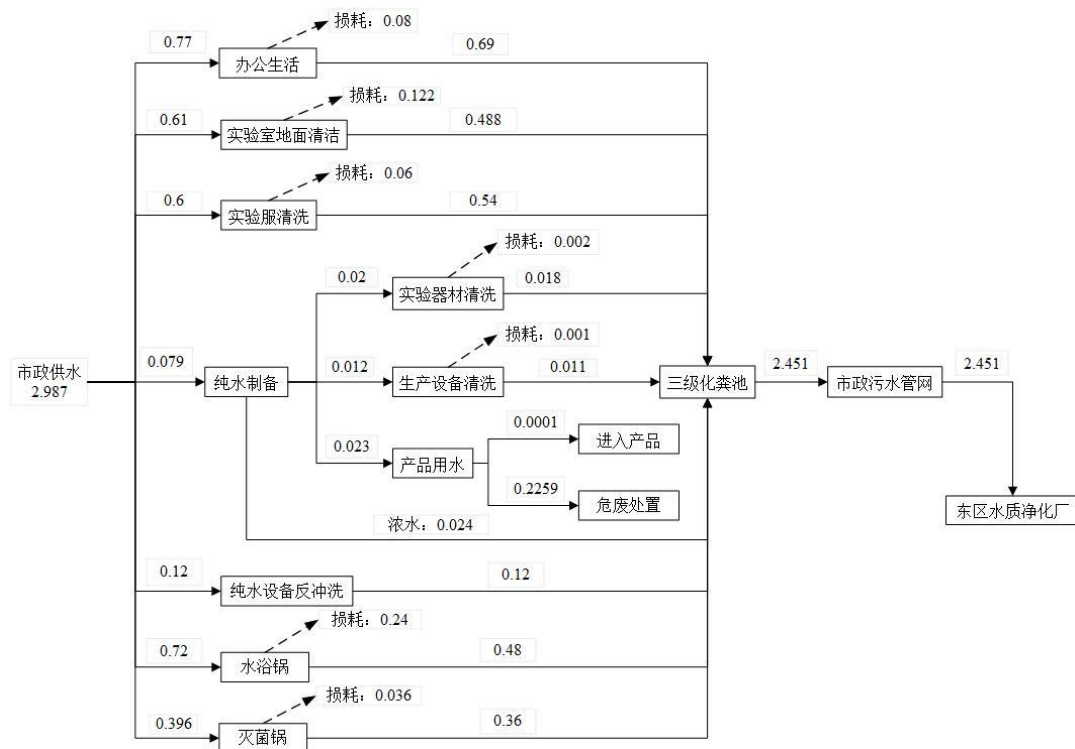 损耗：0.08
0.77
0.69
办公生活
损耗：0.122
0.61
0.488
实验室地面清洁
损耗：0.06
0.6
0.54
实验服清洗
损耗：0.002
0.02
0.018
实验器材清洗
损耗：0.001
市政供水
2.987
0.079
纯水制备
0.012
生产设备清洗
0.011
三级化粪池
2.451
市政污水管网
2.451
0.0001
进入产品
0.023
产品用水
0.2259
危废处置
东区水质净化厂
浓水：0.024
0.12
0.12
纯水设备反冲洗
损耗：0.24
0.72
0.48
水浴锅
损耗：0.036
0.396
0.36
灭菌锅